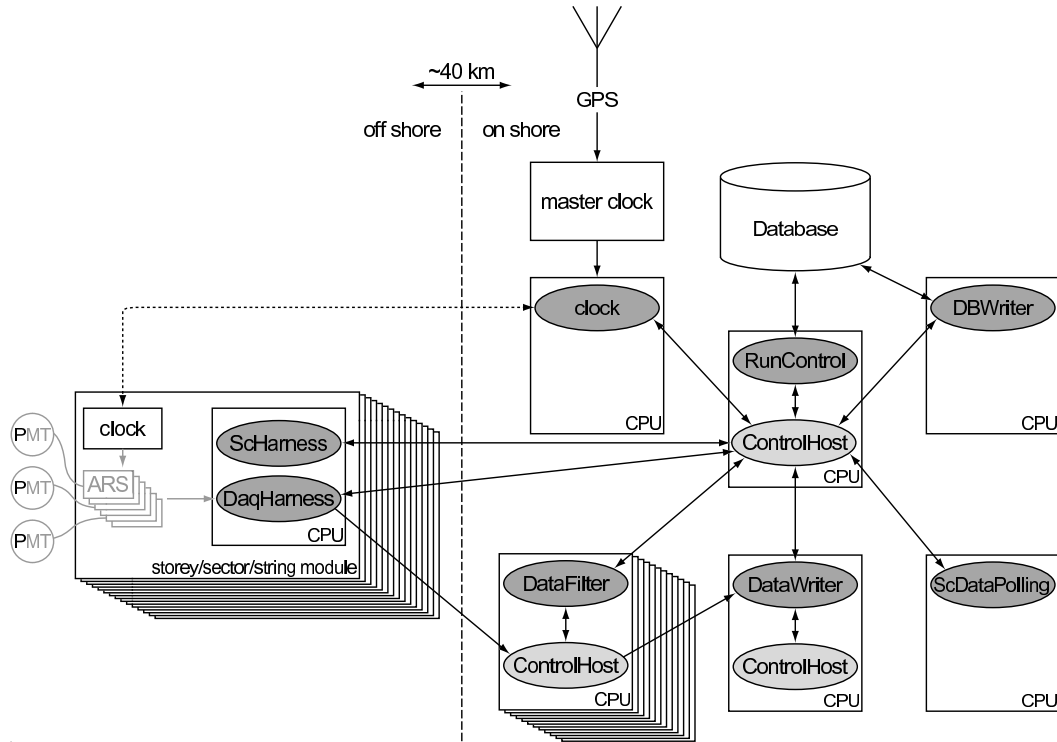 ~40 km
GPS
off shore
on shore
master clock
Database
clock
DBWriter
RunControl
CPU
CPU
ControlHost
CPU
clock
PMT
ScHarness
ARS
PMT
DaqHarness
CPU
PMT
storey/sector/string module
DataFilter
DataWriter
ScDataPolling
ControlHost
ControlHost
CPU
CPU
CPU